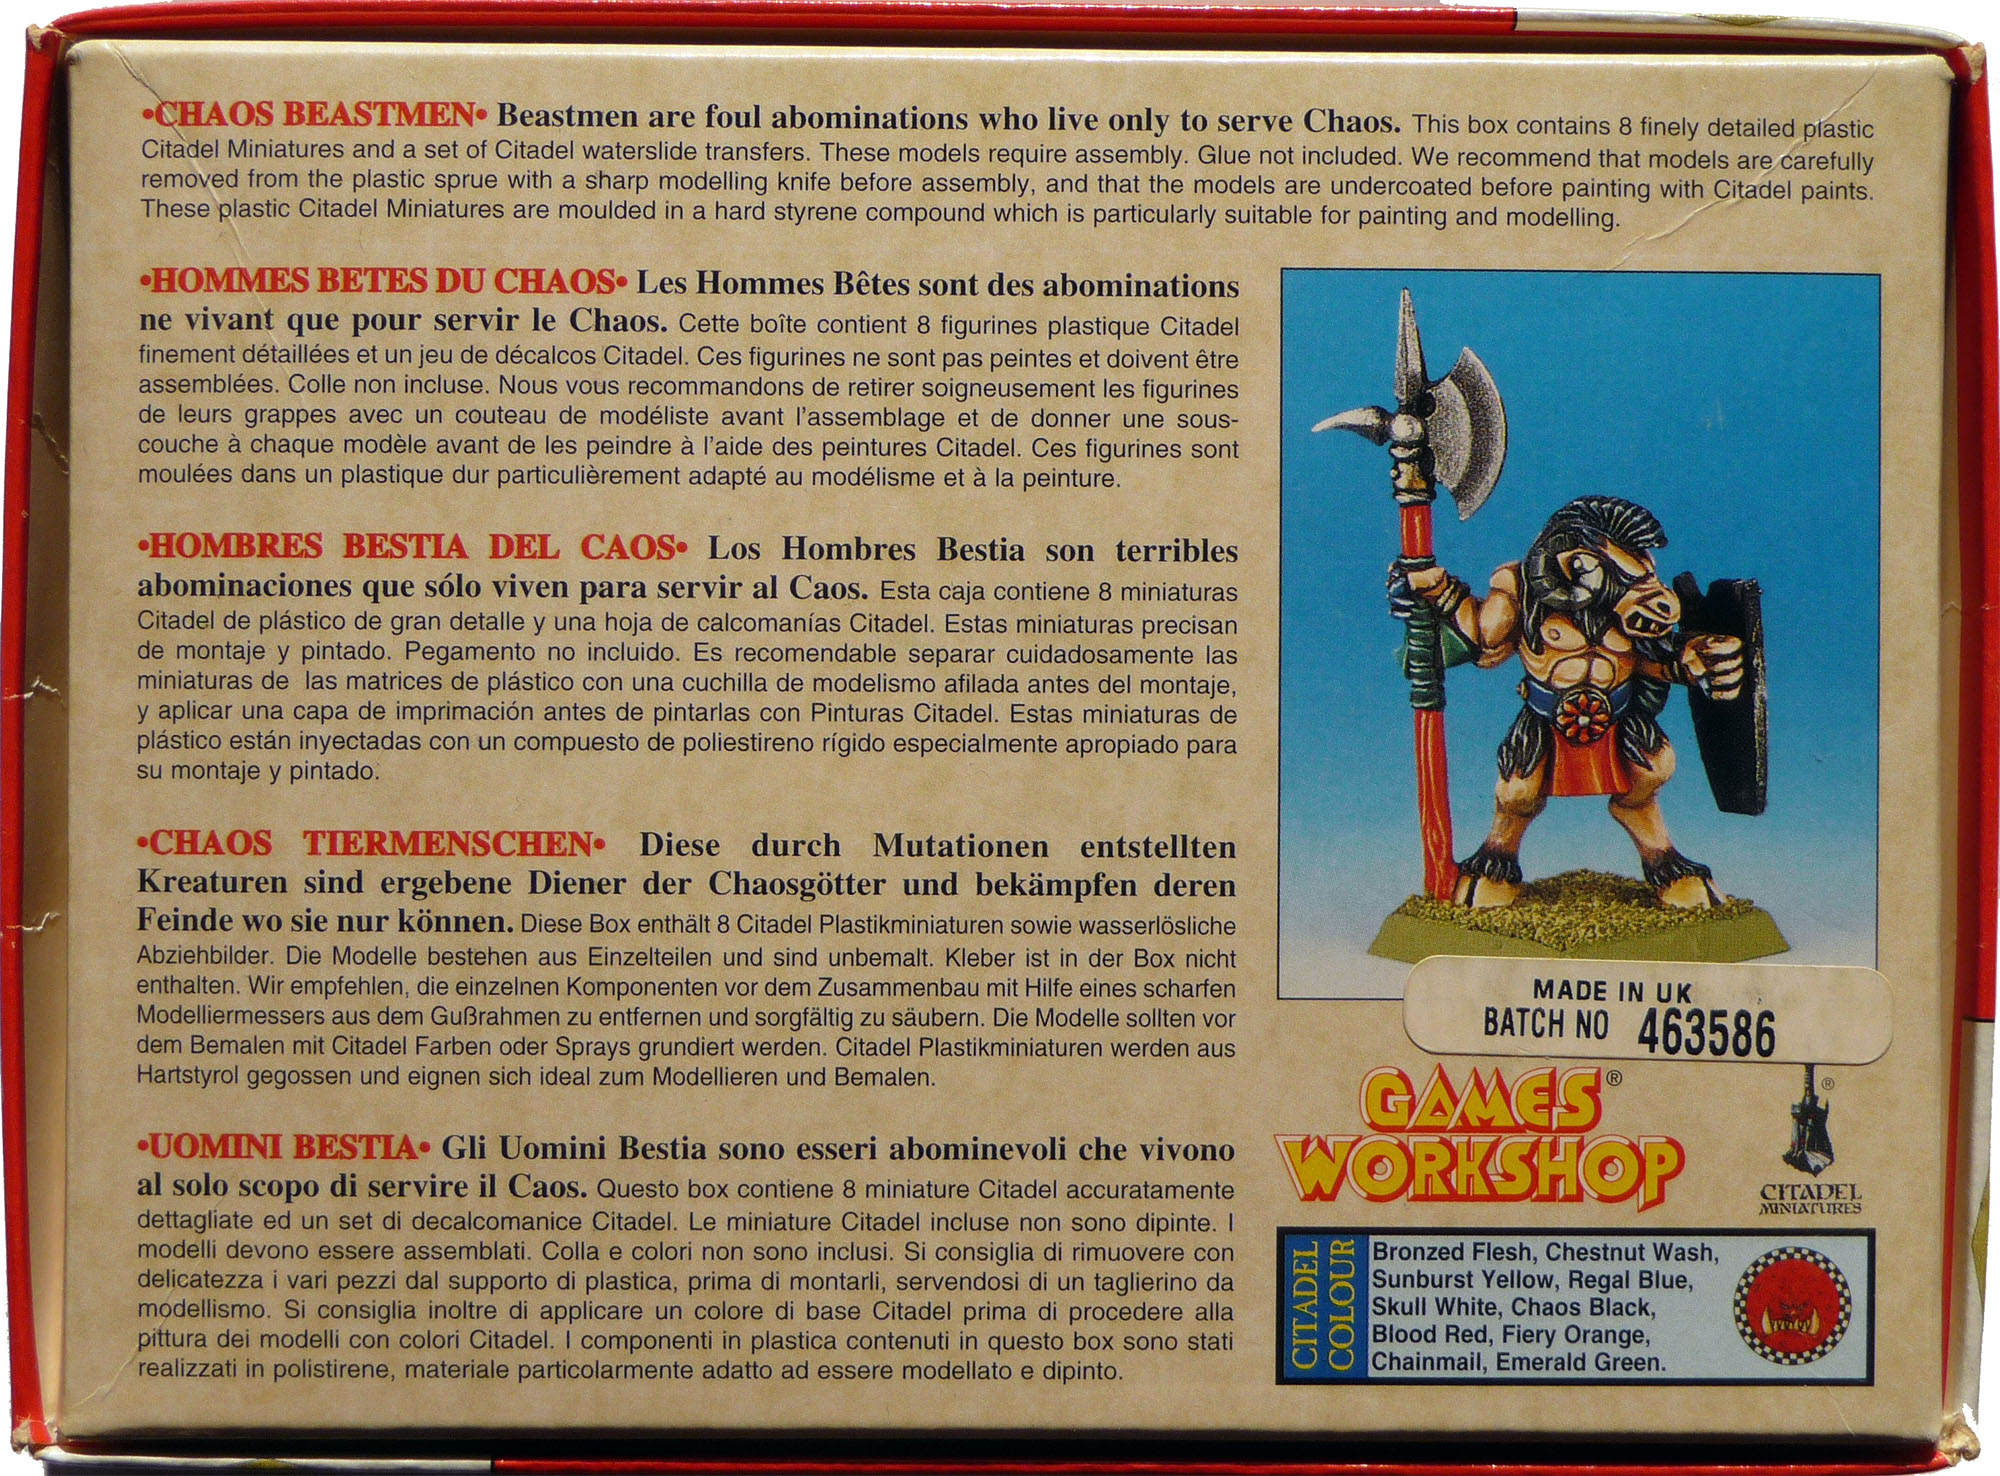 •CHAOS BEASTMEN• Beastmen are foul abominations who live only to serve Chaos. This box contains 8 finely detailed plastic
Citadel Miniatures and a set of Citadel waterslide transfers. These models require assembly. Glue not included. We recommend that models are carefully
removed from the plastic sprue with a sharp modelling knife before assembly, and that the models are undercoated before painting with Citadel paints.
These plastic Citadel Miniatures are moulded in a hard styrene compound which is particularly suitable for painting and modelling.
•HOMMES BETES DU CHAOS• Les Hommes Bêtes sont des abominations
ne vivant que pour servir le Chaos. Cette boîte contient 8 figurines plastique Citadel
finement détaillées et un jeu de décalcos Citadel. Ces figurines ne sont pas peintes et doivent être
assemblées. Colle non incluse. Nous vous recommandons de retirer soigneusement les figurines
de leurs grappes avec un couteau de modéliste avant l'assemblage et de donner une sous-
couche à chaque modèle avant de les peindre à l'aide des peintures Citadel. Ces figurines sont
moulées dans un plastique dur particulièrement adapté au modélisme et à la peinture.
•HOMBRES BESTIA DEL CAOS• Los Hombres Bestia son terribles
abominaciones que sólo viven para servir al Caos. Esta caja contiene 8 miniaturas
Citadel de plástico de gran detalle y una hoja de calcomanías Citadel. Estas miniaturas precisan
de montaje y pintado. Pegamento no incluido. Es recomendable separar cuidadosamente las
miniaturas de las matrices de plástico con una cuchilla de modelismo afilada antes del montaje,
y aplicar una capa de imprimación antes de pintarlas con Pinturas Citadel. Estas miniaturas de
plástico están inyectadas con un compuesto de poliestireno rígido especialmente apropiado para
su montaje y pintado.
•CHAOS TIERMENSCHEN• Diese durch Mutationen entstellten
Kreaturen sind ergebene Diener der Chaosgötter und bekämpfen deren
Feinde wo sie nur können. Diese Box enthält 8 Citadel Plastikminiaturen sowie wasserlösliche
Abziehbilder. Die Modelle bestehen aus Einzelteilen und sind unbemalt. Kleber ist in der Box nicht
enthalten. Wir empfehlen, die einzelnen Komponenten vor dem Zusammenbau mit Hilfe eines scharfen
Modelliermessers aus dem Gußrahmen zu entfernen und sorgfältig zu säubern. Die Modelle sollten vor
dem Bemalen mit Citadel Farben oder Sprays grundiert werden. Citadel Plastikminiaturen werden aus
Hartstyrol gegossen und eignen sich ideal zum Modellieren und Bemalen.
•UOMINI BESTIA• Gli Uomini Bestia sono esseri abominevoli che vivono
al solo scopo di servire il Caos. Questo box contiene 8 miniature Citadel accuratamente
dettagliate ed un set di decalcomanice Citadel. Le miniature Citadel incluse non sono dipinte. I
modelli devono essere assemblati. Colla e colori non sono inclusi. Si consiglia di rimuovere con
delicatezza i vari pezzi dal supporto di plastica, prima di montarli, servendosi di un taglierino da
modellismo. Si consiglia inoltre di applicare un colore di base Citadel prima di procedere alla
pittura dei modelli con colori Citadel. I componenti in plastica contenuti in questo box sono stati
realizzati in polistirene, materiale particolarmente adatto ad essere modellato e dipinto.
MADE IN UK
BATCH NO 463586
GAMES ®
WORKSHOP
®
CITADEL
MINIATURES
CITADEL
COLOUR
Bronzed Flesh, Chestnut Wash,
Sunburst Yellow, Regal Blue,
Skull White, Chaos Black,
Blood Red, Fiery Orange,
Chainmail, Emerald Green.